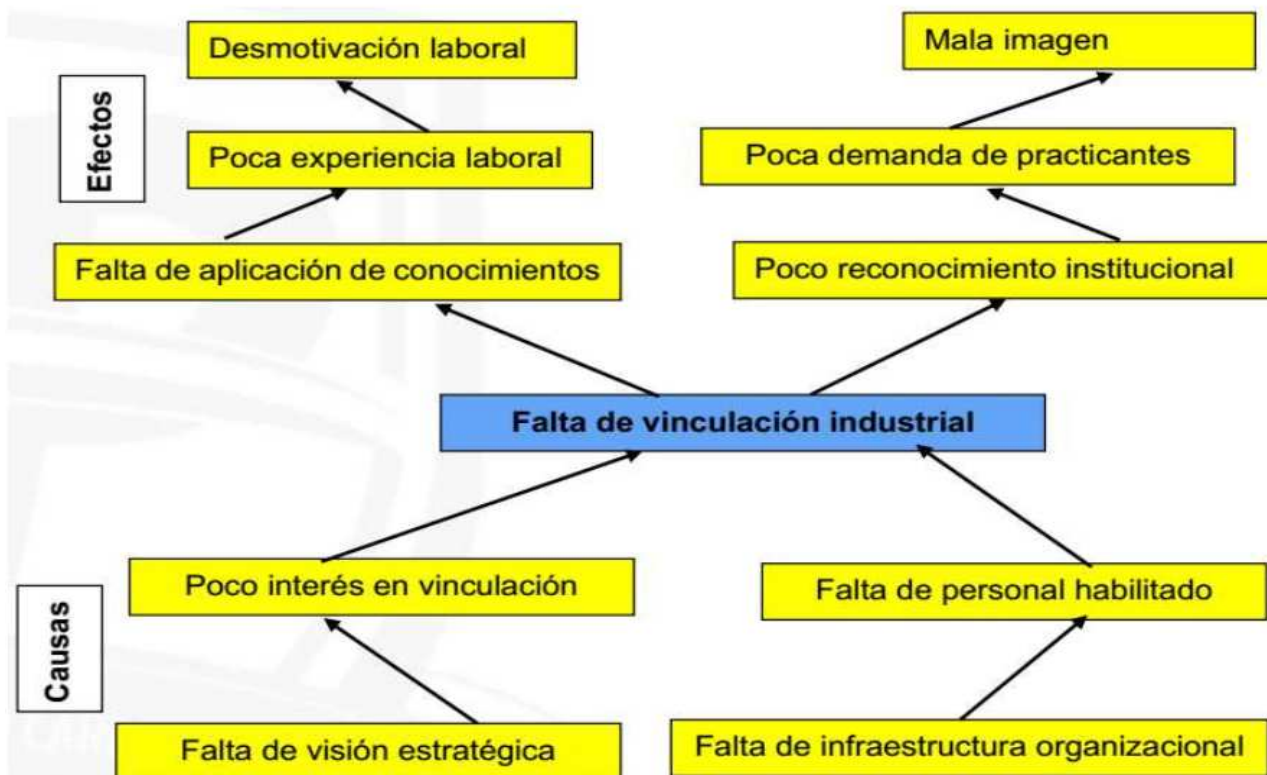 Desmotivación laboral
Mala imagen
Efectos
Poca experiencia laboral
Poca demanda de practicantes
Falta de aplicación de conocimientos
Poco reconocimiento institucional
Falta de vinculación industrial
Poco interés en vinculación
Falta de personal habilitado
Causas
Falta de visión estratégica
Falta de infraestructura organizacional